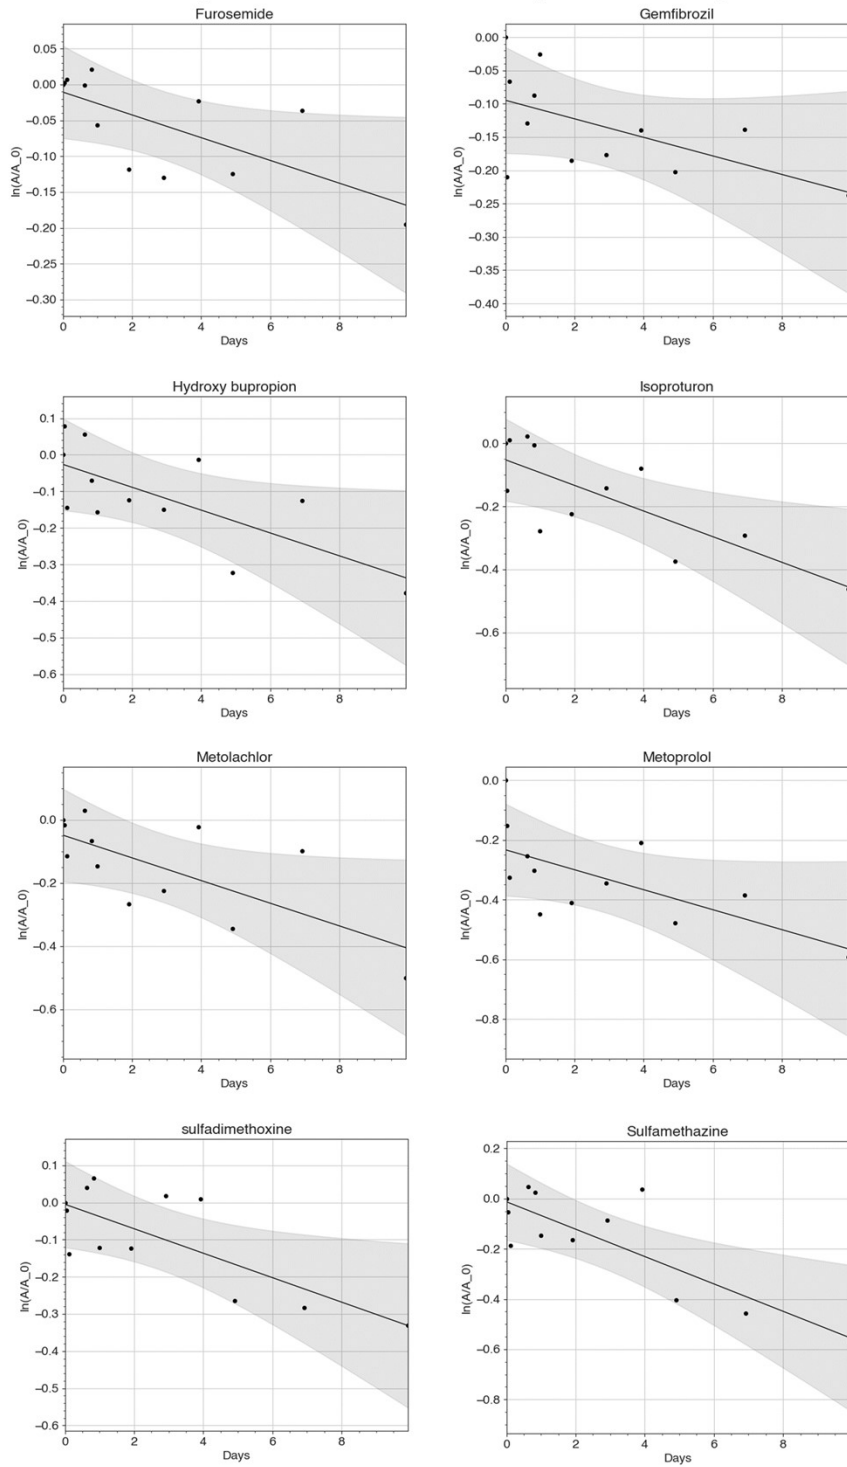 Furosemide
0.05
0.00
−0.05
−0.10
−0.15
−0.20
−0.25
−0.30
ln(A/A_0)
0 2 4 6 8
Days
Gemfibrozil
0.00
−0.05
−0.10
−0.15
−0.20
−0.25
−0.30
−0.35
−0.40
ln(A/A_0)
0 2 4 6 8
Days
Hydroxy bupropion
0.1
0.0
−0.1
−0.2
−0.3
−0.4
−0.5
−0.6
ln(A/A_0)
0 2 4 6 8
Days
Isoproturon
0.0
−0.2
−0.4
−0.6
ln(A/A_0)
0 2 4 6 8
Days
Metolachlor
0.0
−0.2
−0.4
−0.6
ln(A/A_0)
0 2 4 6 8
Days
Metoprolol
0.0
−0.2
−0.4
−0.6
−0.8
ln(A/A_0)
0 2 4 6 8
Days
sulfadimethoxine
0.1
0.0
−0.1
−0.2
−0.3
−0.4
−0.5
−0.6
ln(A/A_0)
0 2 4 6 8
Days
Sulfamethazine
0.2
0.0
−0.2
−0.4
−0.6
−0.8
ln(A/A_0)
0 2 4 6 8
Days